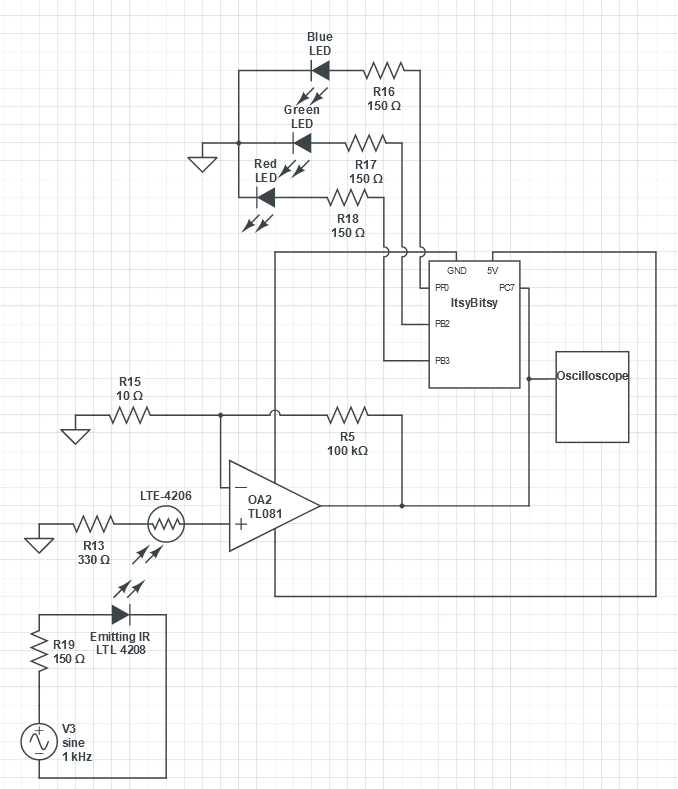 Blue
LED
R16
150 Ω
Green
LED
R17
150 Ω
Red
LED
R18
150 Ω
GND
5V
PF0
PC7
ItsyBitsy
PB2
PB3
Oscilloscope
R15
10 Ω
R5
100 kΩ
LTE-4206
OA2
TL081
R13
330 Ω
Emitting IR
LTL 4208
R19
150 Ω
V3
sine
1 kHz